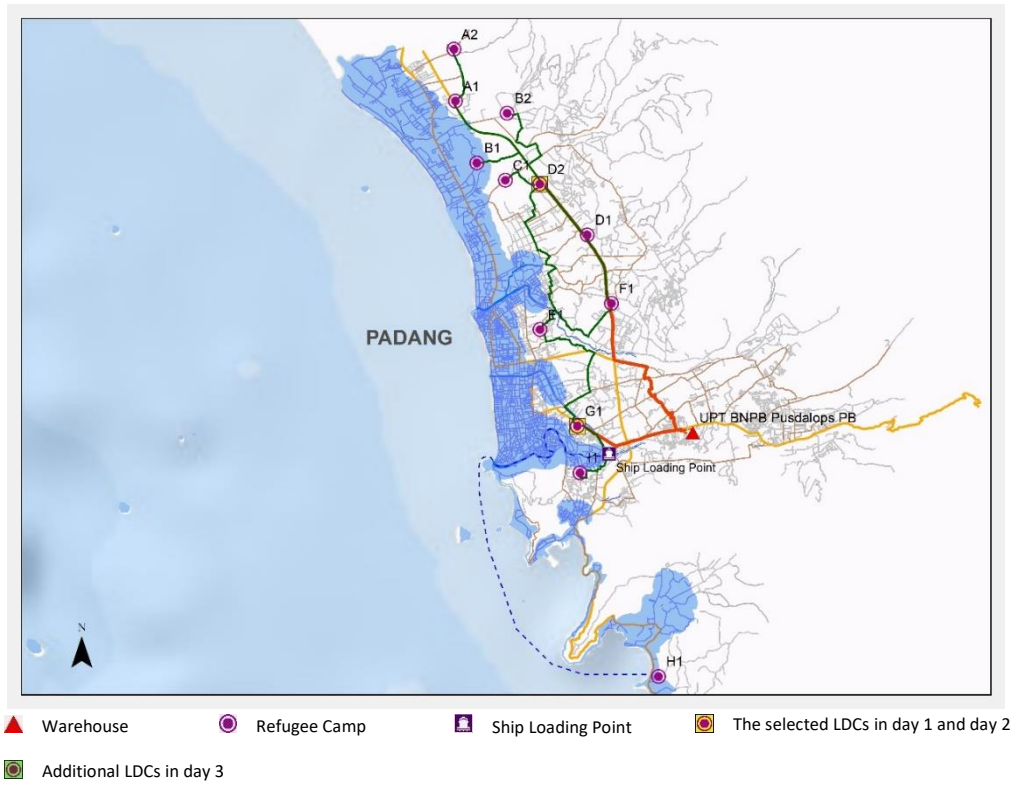 A2
A1
B2
B1
C1
D2
D1
F1
E1
PADANG
G1
UPT BNPB Pusdalops PB
I1
Ship Loading Point
N
H1
Warehouse
Refugee Camp
Ship Loading Point
The selected LDCs in day 1 and day 2
Additional LDCs in day 3